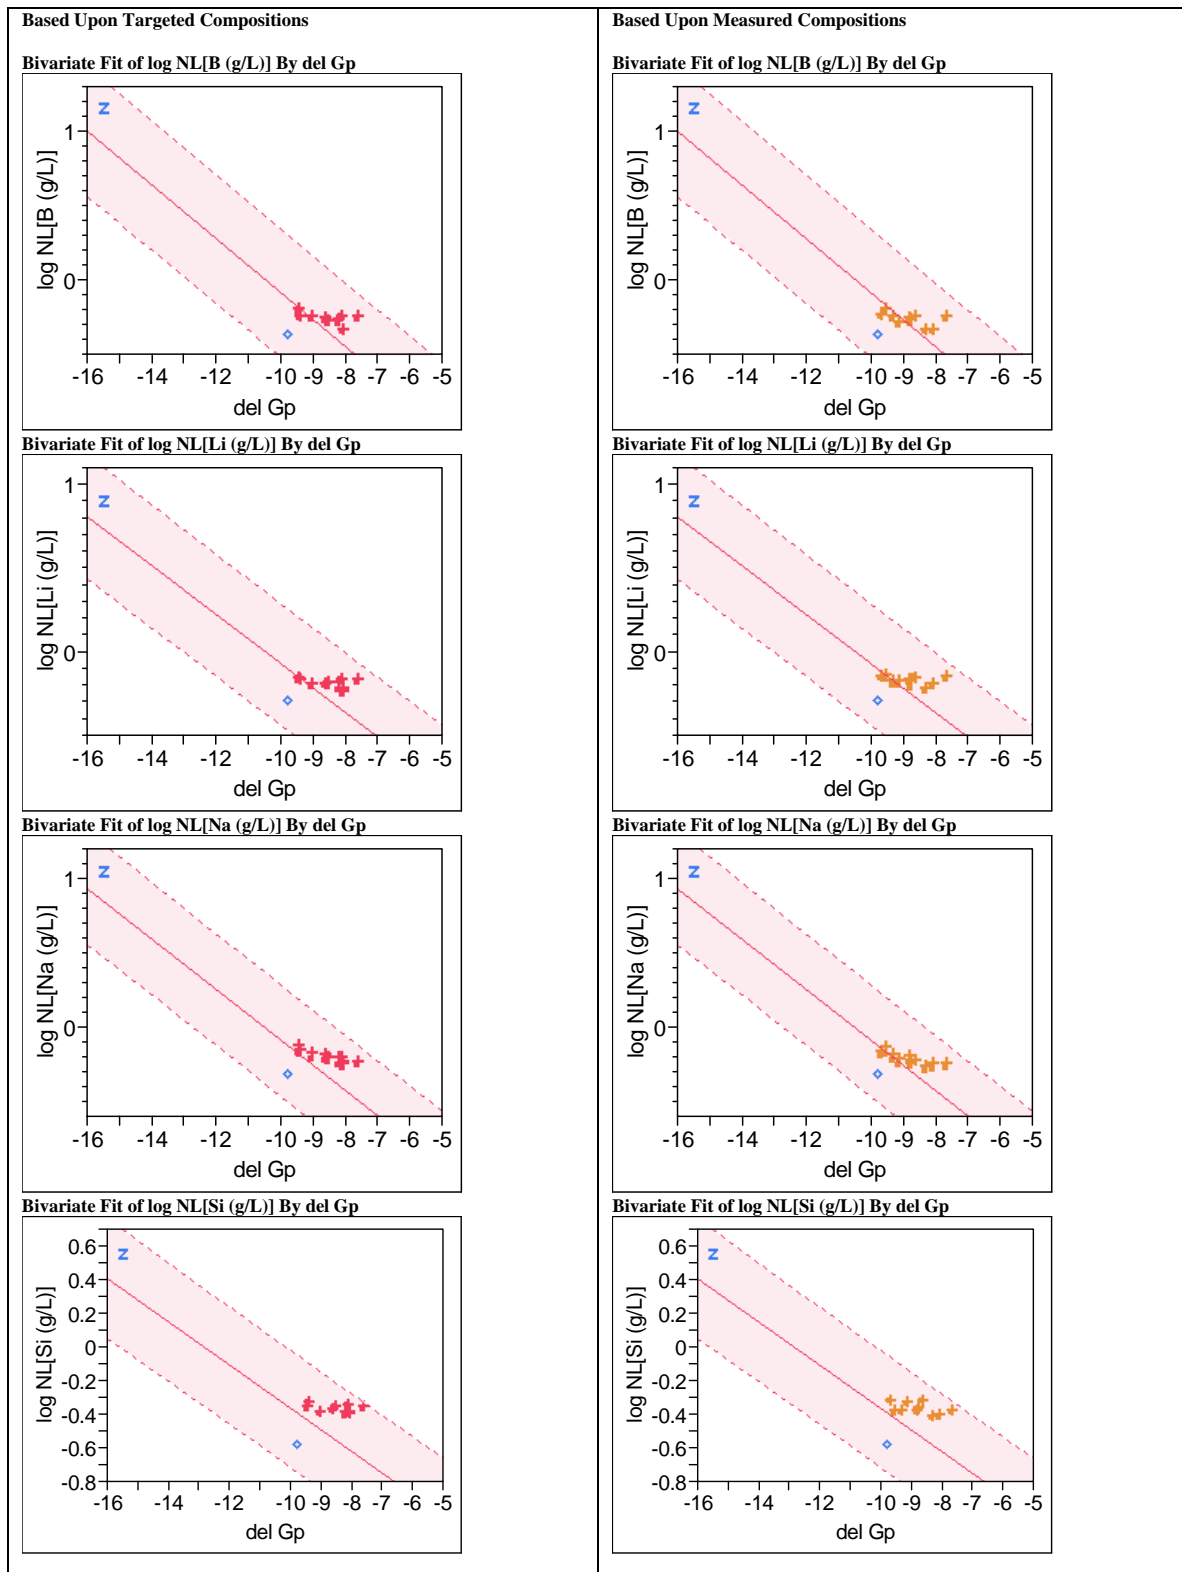 Based Upon Targeted Compositions
Bivariate Fit of log NL[B (g/L)] By del Gp
log NL[B (g/L)]
1
0
-16 -14 -12 -10 -9 -8 -7 -6 -5
del Gp
Bivariate Fit of log NL[Li (g/L)] By del Gp
log NL[Li (g/L)]
1
0
-16 -14 -12 -10 -9 -8 -7 -6 -5
del Gp
Bivariate Fit of log NL[Na (g/L)] By del Gp
log NL[Na (g/L)]
1
0
-16 -14 -12 -10 -9 -8 -7 -6 -5
del Gp
Bivariate Fit of log NL[Si (g/L)] By del Gp
log NL[Si (g/L)]
0.6
0.4
0.2
0
-0.2
-0.4
-0.6
-0.8
-16 -14 -12 -10 -9 -8 -7 -6 -5
del Gp
Based Upon Measured Compositions
Bivariate Fit of log NL[B (g/L)] By del Gp
log NL[B (g/L)]
1
0
-16 -14 -12 -10 -9 -8 -7 -6 -5
del Gp
Bivariate Fit of log NL[Li (g/L)] By del Gp
log NL[Li (g/L)]
1
0
-16 -14 -12 -10 -9 -8 -7 -6 -5
del Gp
Bivariate Fit of log NL[Na (g/L)] By del Gp
log NL[Na (g/L)]
1
0
-16 -14 -12 -10 -9 -8 -7 -6 -5
del Gp
Bivariate Fit of log NL[Si (g/L)] By del Gp
log NL[Si (g/L)]
0.6
0.4
0.2
0
-0.2
-0.4
-0.6
-0.8
-16 -14 -12 -10 -9 -8 -7 -6 -5
del Gp